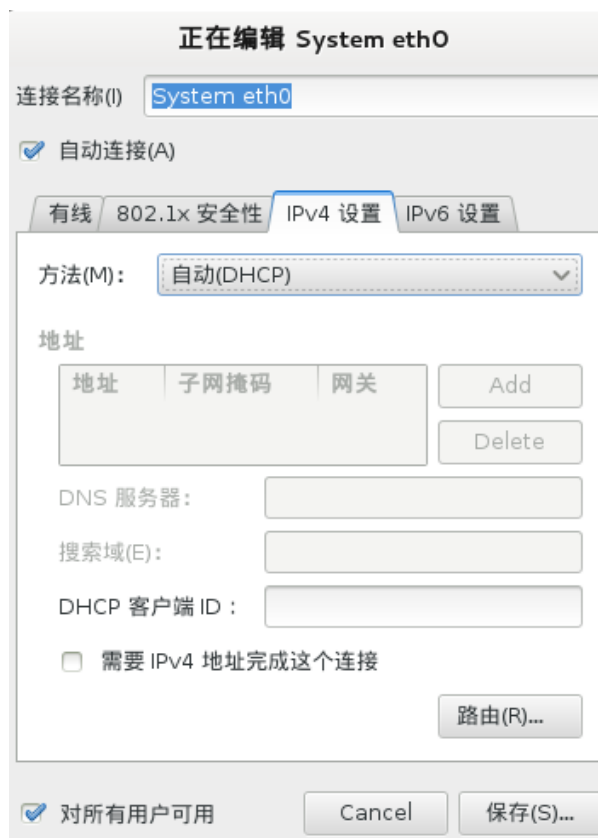 正在编辑 System eth0
连接名称(I) System eth0
自动连接(A)
有线 802.1x 安全性 IPv4 设置 IPv6 设置
方法(M): 自动(DHCP)
地址
地址 子网掩码 网关 Add
Delete
DNS 服务器:
搜索域(E):
DHCP 客户端 ID :
需要 IPv4 地址完成这个连接
路由(R)...
对所有用户可用 Cancel 保存(S)...